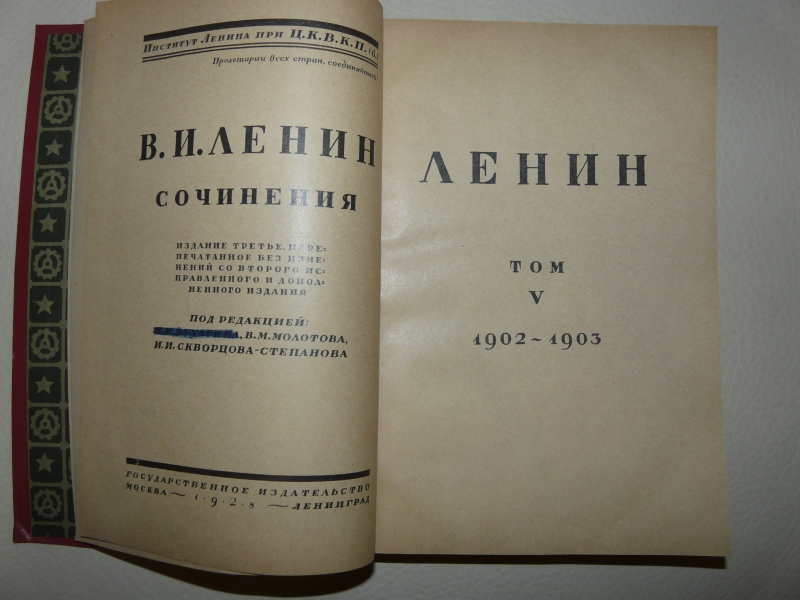 Институт Ленина при Ц.К.В.К.П.(б.)
Пролетарии всех стран, соединяйтесь!
В.И.ЛЕНИН
СОЧИНЕНИЯ
ИЗДАНИЕ ТРЕТЬЕ, ПЕРЕ-
ПЕЧАТАННОЕ БЕЗ ИЗМЕ-
НЕНИЙ СО ВТОРОГО ИС-
ПРАВЛЕННОГО И ДОПОЛ-
НЕННОГО ИЗДАНИЯ
ПОД РЕДАКЦИЕЙ:
В.М.МОЛОТОВА,
И.И.СКВОРЦОВА-СТЕПАНОВА
ГОСУДАРСТВЕННОЕ ИЗДАТЕЛЬСТВО
МОСКВА — 1.9.2.8 — ЛЕНИНГРАД
ЛЕНИН
ТОМ
V
1902~1903